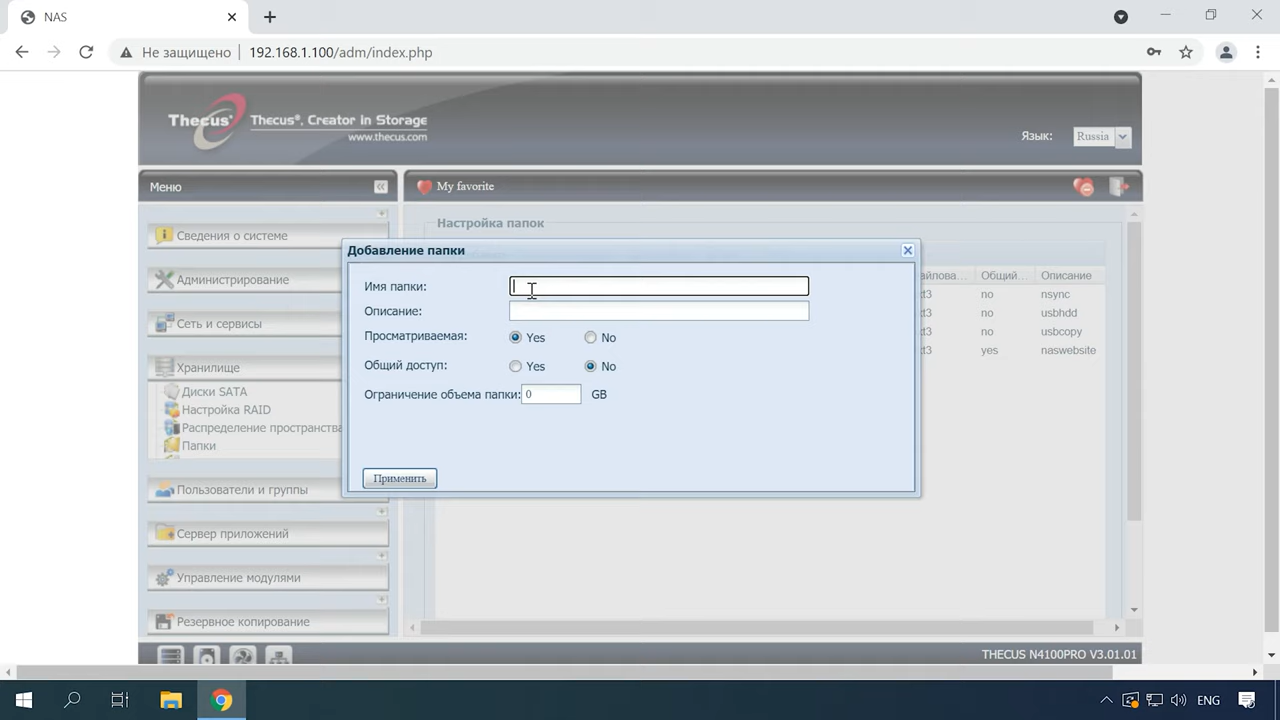 NAS
Не защищено 192.168.1.100/adm/index.php
Thecus® Thecus®, Creator in Storage
www.thecus.com
Язык: Russia
Меню
My favorite
Настройка папок
Сведения о системе
Администрирование
Сеть и сервисы
Хранилище
Диски SATA
Настройка RAID
Распределение пространства
Папки
Пользователи и группы
Сервер приложений
Управление модулями
Резервное копирование
Добавление папки
Имя папки:
Описание:
Просматриваемая: Yes No
Общий доступ: Yes No
Ограничение объема папки: 0 GB
Применить
Общий... Описание
no nsync
no usbhdd
no usbcopy
yes naswebsite
THECUS N4100PRO V3.01.01
ENG